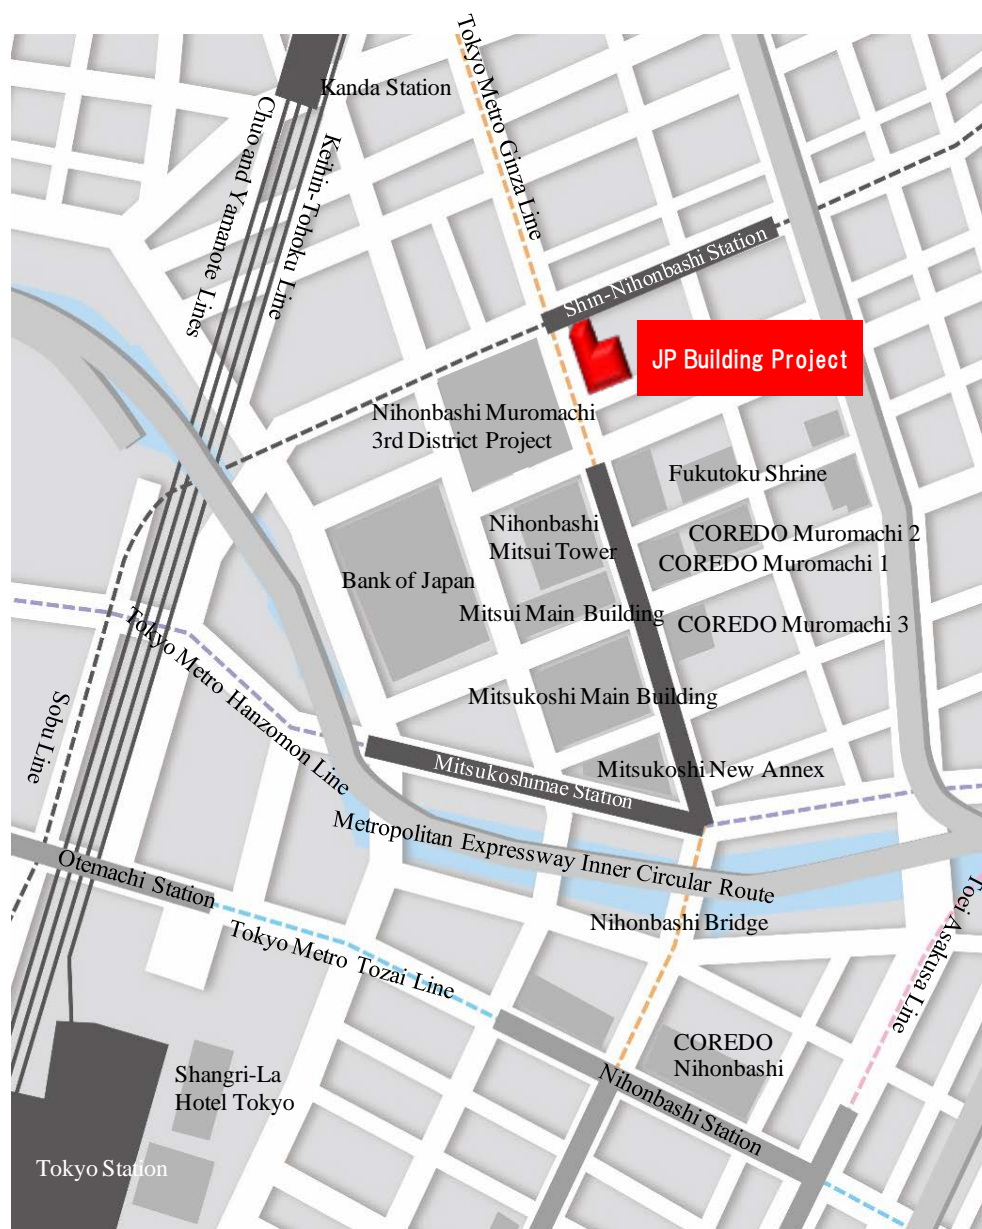 Tokyo Metro Ginza Line
Kanda Station
Chuo and Yamanote Lines
Keihin-Tohoku Line
Shin-Nihonbashi Station
JP Building Project
Nihonbashi Muromachi
3rd District Project
Fukutoku Shrine
Nihonbashi
Mitsui Tower
COREDO Muromachi 2
COREDO Muromachi 1
Bank of Japan
Mitsui Main Building
COREDO Muromachi 3
Tokyo Metro Hanzomon Line
Sobu Line
Mitsukoshi Main Building
Mitsukoshi New Annex
Mitsukoshimae Station
Metropolitan Expressway Inner Circular Route
Otemachi Station
Nihonbashi Bridge
Toei Asakusa Line
Tokyo Metro Tozai Line
COREDO
Nihonbashi
Shangri-La
Hotel Tokyo
Nihonbashi Station
Tokyo Station